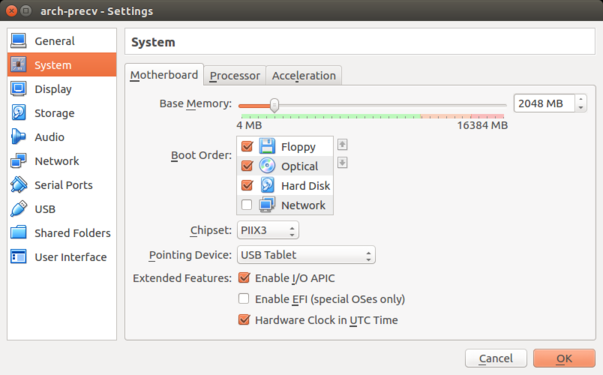 arch-precv - Settings
General
System
Display
Storage
Audio
Network
Serial Ports
USB
Shared Folders
User Interface
System
Motherboard Processor Acceleration
Base Memory: 2048 MB
4 MB 16384 MB
Boot Order: Floppy
Optical
Hard Disk
Network
Chipset: PIIX3
Pointing Device: USB Tablet
Extended Features: Enable I/O APIC
Enable EFI (special OSes only)
Hardware Clock in UTC Time
Cancel OK